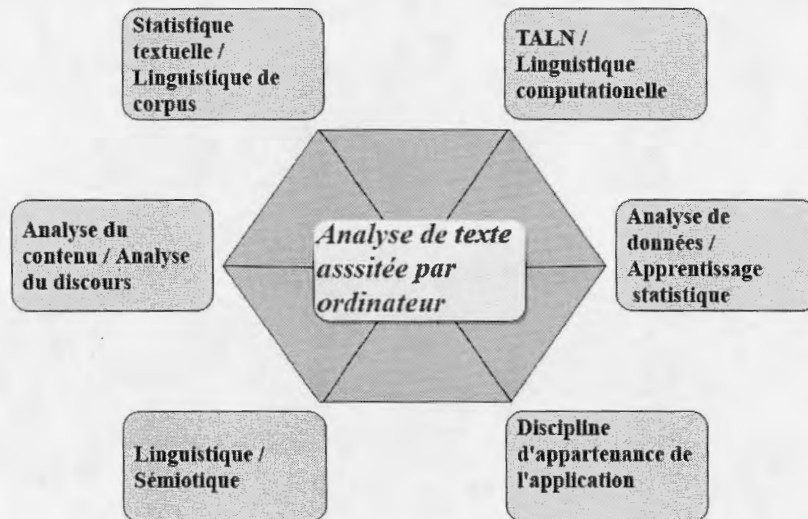 Statistique
textuelle /
Linguistique de
corpus
TALN /
Linguistique
computationelle
Analyse du
contenu / Analyse
du discours
Analyse de texte
asssitée par
ordinateur
Analyse de
données /
Apprentissage
statistique
Linguistique /
Sémiotique
Discipline
d'appartenance de
l'application